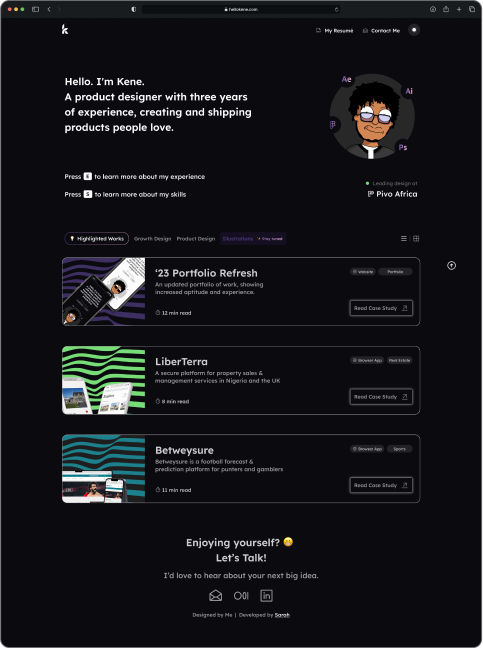 hellokene.com
k
My Resumé
Contact Me
Hello. I'm Kene.
A product designer with three years
of experience, creating and shipping
products people love.
Ae
Ai
Ps
Press E to learn more about my experience
Press S to learn more about my skills
Leading design at
Pivo Africa
Highlighted Works
Growth Design
Product Design
Illustrations
Stay tuned
'23 Portfolio Refresh
An updated portfolio of work, showing
increased aptitude and experience.
12 min read
Website
Portfolio
Read Case Study
LiberTerra
A secure platform for property sales &
management services in Nigeria and the UK
8 min read
Browser App
Real Estate
Read Case Study
Betweysure
Betweysure is a football forecast &
prediction platform for punters and gamblers
11 min read
Browser App
Sports
Read Case Study
Enjoying yourself? 😁
Let's Talk!
I'd love to hear about your next big idea.
in
Designed by Me | Developed by Sarah